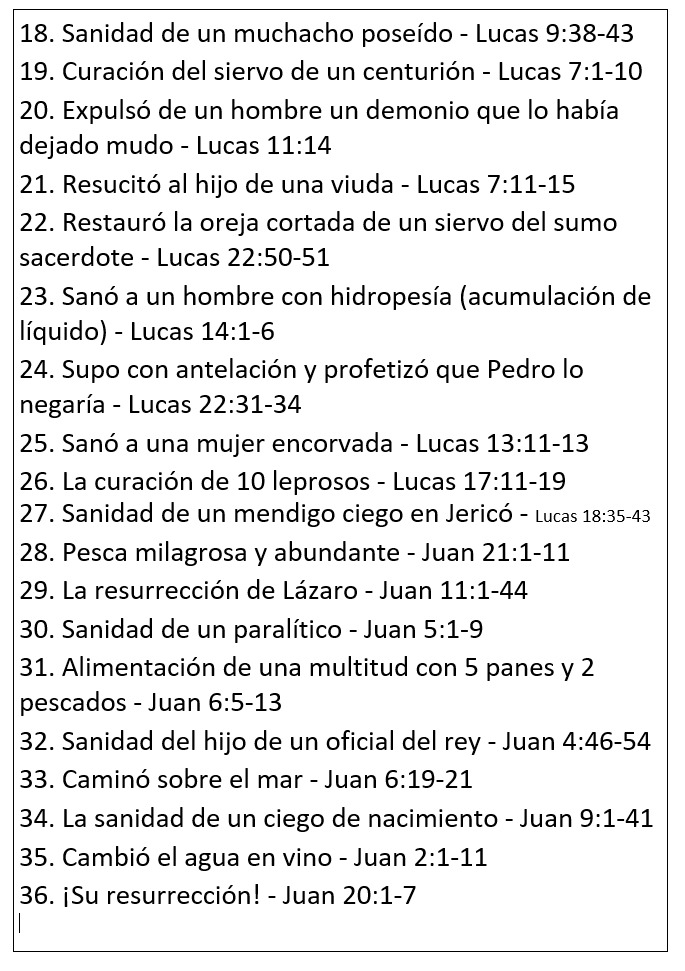 18. Sanidad de un muchacho poseído - Lucas 9:38-43
19. Curación del siervo de un centurión - Lucas 7:1-10
20. Expulsó de un hombre un demonio que lo había
dejado mudo - Lucas 11:14
21. Resucitó al hijo de una viuda - Lucas 7:11-15
22. Restauró la oreja cortada de un siervo del sumo
sacerdote - Lucas 22:50-51
23. Sanó a un hombre con hidropesía (acumulación de
líquido) - Lucas 14:1-6
24. Supo con antelación y profetizó que Pedro lo
negaría - Lucas 22:31-34
25. Sanó a una mujer encorvada - Lucas 13:11-13
26. La curación de 10 leprosos - Lucas 17:11-19
27. Sanidad de un mendigo ciego en Jericó - Lucas 18:35-43
28. Pesca milagrosa y abundante - Juan 21:1-11
29. La resurrección de Lázaro - Juan 11:1-44
30. Sanidad de un paralítico - Juan 5:1-9
31. Alimentación de una multitud con 5 panes y 2
pescados - Juan 6:5-13
32. Sanidad del hijo de un oficial del rey - Juan 4:46-54
33. Caminó sobre el mar - Juan 6:19-21
34. La sanidad de un ciego de nacimiento - Juan 9:1-41
35. Cambió el agua en vino - Juan 2:1-11
36. ¡Su resurrección! - Juan 20:1-7